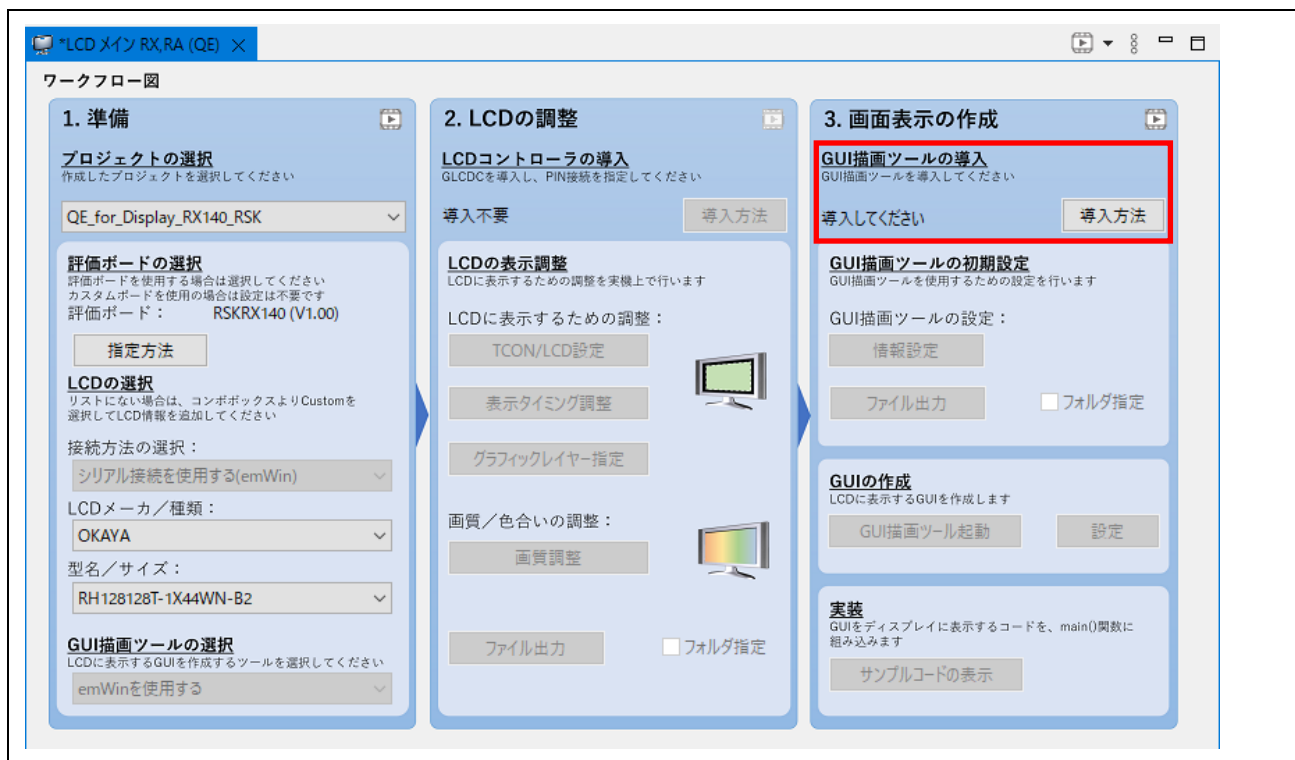 *LCD メイン RX,RA (QE)
ワークフロー図
1. 準備
プロジェクトの選択
作成したプロジェクトを選択してください
QE_for_Display_RX140_RSK
評価ボードの選択
評価ボードを使用する場合は選択してください
カスタムボードを使用の場合は設定は不要です
評価ボード： RSKRX140 (V1.00)
指定方法
LCDの選択
リストにない場合は、コンボボックスよりCustomを
選択してLCD情報を追加してください
接続方法の選択：
シリアル接続を使用する(emWin)
LCDメーカ／種類：
OKAYA
型名／サイズ：
RH128128T-1X44WN-B2
GUI描画ツールの選択
LCDに表示するGUIを作成するツールを選択してください
emWinを使用する
2. LCDの調整
LCDコントローラの導入
GLCDCを導入し、PIN接続を指定してください
導入不要 導入方法
LCDの表示調整
LCDに表示するための調整を実機上で行います
LCDに表示するための調整：
TCON/LCD設定
表示タイミング調整
グラフィックレイヤー指定
画質／色合いの調整：
画質調整
ファイル出力 フォルダ指定
3. 画面表示の作成
GUI描画ツールの導入
GUI描画ツールを導入してください
導入してください 導入方法
GUI描画ツールの初期設定
GUI描画ツールを使用するための設定を行います
GUI描画ツールの設定：
情報設定
ファイル出力 フォルダ指定
GUIの作成
LCDに表示するGUIを作成します
GUI描画ツール起動 設定
実装
GUIをディスプレイに表示するコードを、main()関数に
組み込みます
サンプルコードの表示